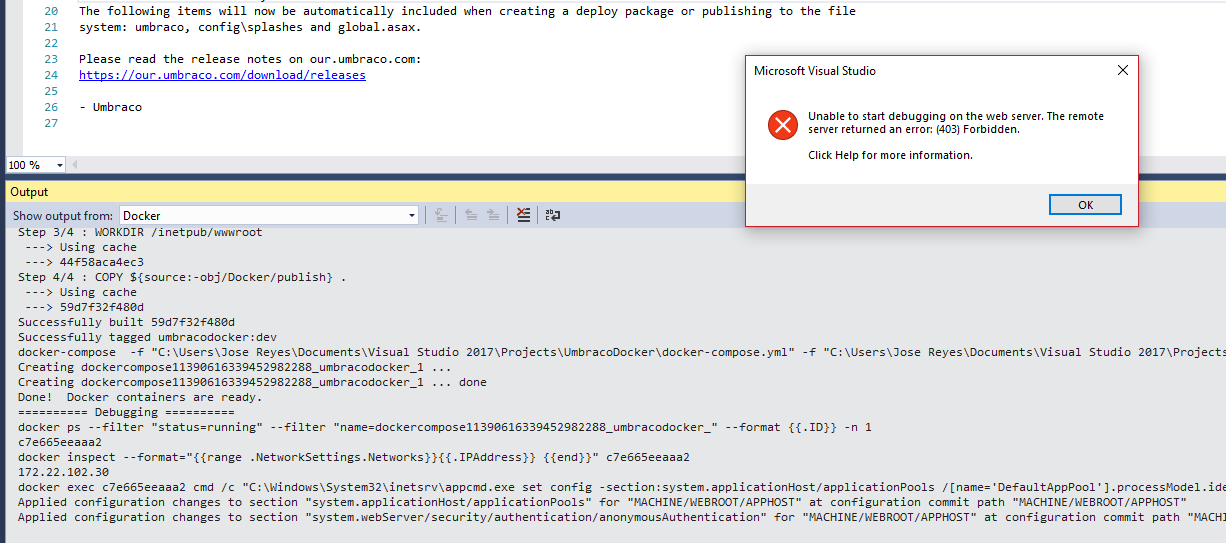 20 The following items will now be automatically included when creating a deploy package or publishing to the file
21 system: umbraco, config\splashes and global.asax.
22
23 Please read the release notes on our.umbraco.com:
24 https://our.umbraco.com/download/releases
25
26 - Umbraco
27
100 %
Microsoft Visual Studio
Unable to start debugging on the web server. The remote
server returned an error: (403) Forbidden.
Click Help for more information.
OK
Output
Show output from: Docker
Step 3/4 : WORKDIR /inetpub/wwwroot
---> Using cache
---> 44f58aca4ec3
Step 4/4 : COPY ${source:-obj/Docker/publish} .
---> Using cache
---> 59d7f32f480d
Successfully built 59d7f32f480d
Successfully tagged umbracodocker:dev
docker-compose -f "C:\Users\Jose Reyes\Documents\Visual Studio 2017\Projects\UmbracoDocker\docker-compose.yml" -f "C:\Users\Jose Reyes\Documents\Visual Studio 2017\Projects
Creating dockercompose11390616339452982288_umbracodocker_1 ...
Creating dockercompose11390616339452982288_umbracodocker_1 ... done
Done! Docker containers are ready.
========== Debugging ==========
docker ps --filter "status=running" --filter "name=dockercompose11390616339452982288_umbracodocker_" --format {{.ID}} -n 1
c7e665eeaaa2
docker inspect --format="{{range .NetworkSettings.Networks}}{{.IPAddress}} {{end}}" c7e665eeaaa2
172.22.102.30
docker exec c7e665eeaaa2 cmd /c "C:\Windows\System32\inetsrv\appcmd.exe set config -section:system.applicationHost/applicationPools /[name='DefaultAppPool'].processModel.ide
Applied configuration changes to section "system.applicationHost/applicationPools" for "MACHINE/WEBROOT/APPHOST" at configuration commit path "MACHINE/WEBROOT/APPHOST"
Applied configuration changes to section "system.webServer/security/authentication/anonymousAuthentication" for "MACHINE/WEBROOT/APPHOST" at configuration commit path "MACHI